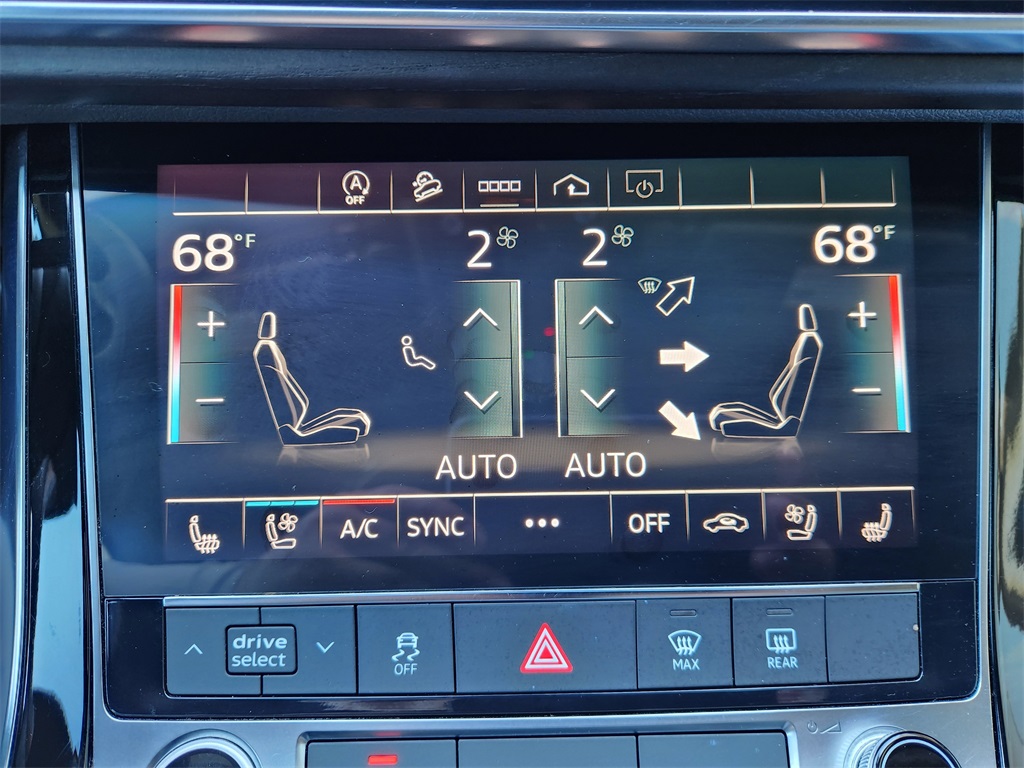 A
OFF
68°F 2 2 68°F
+ +
− −
AUTO AUTO
A/C SYNC ••• OFF
drive
select
OFF
MAX
REAR